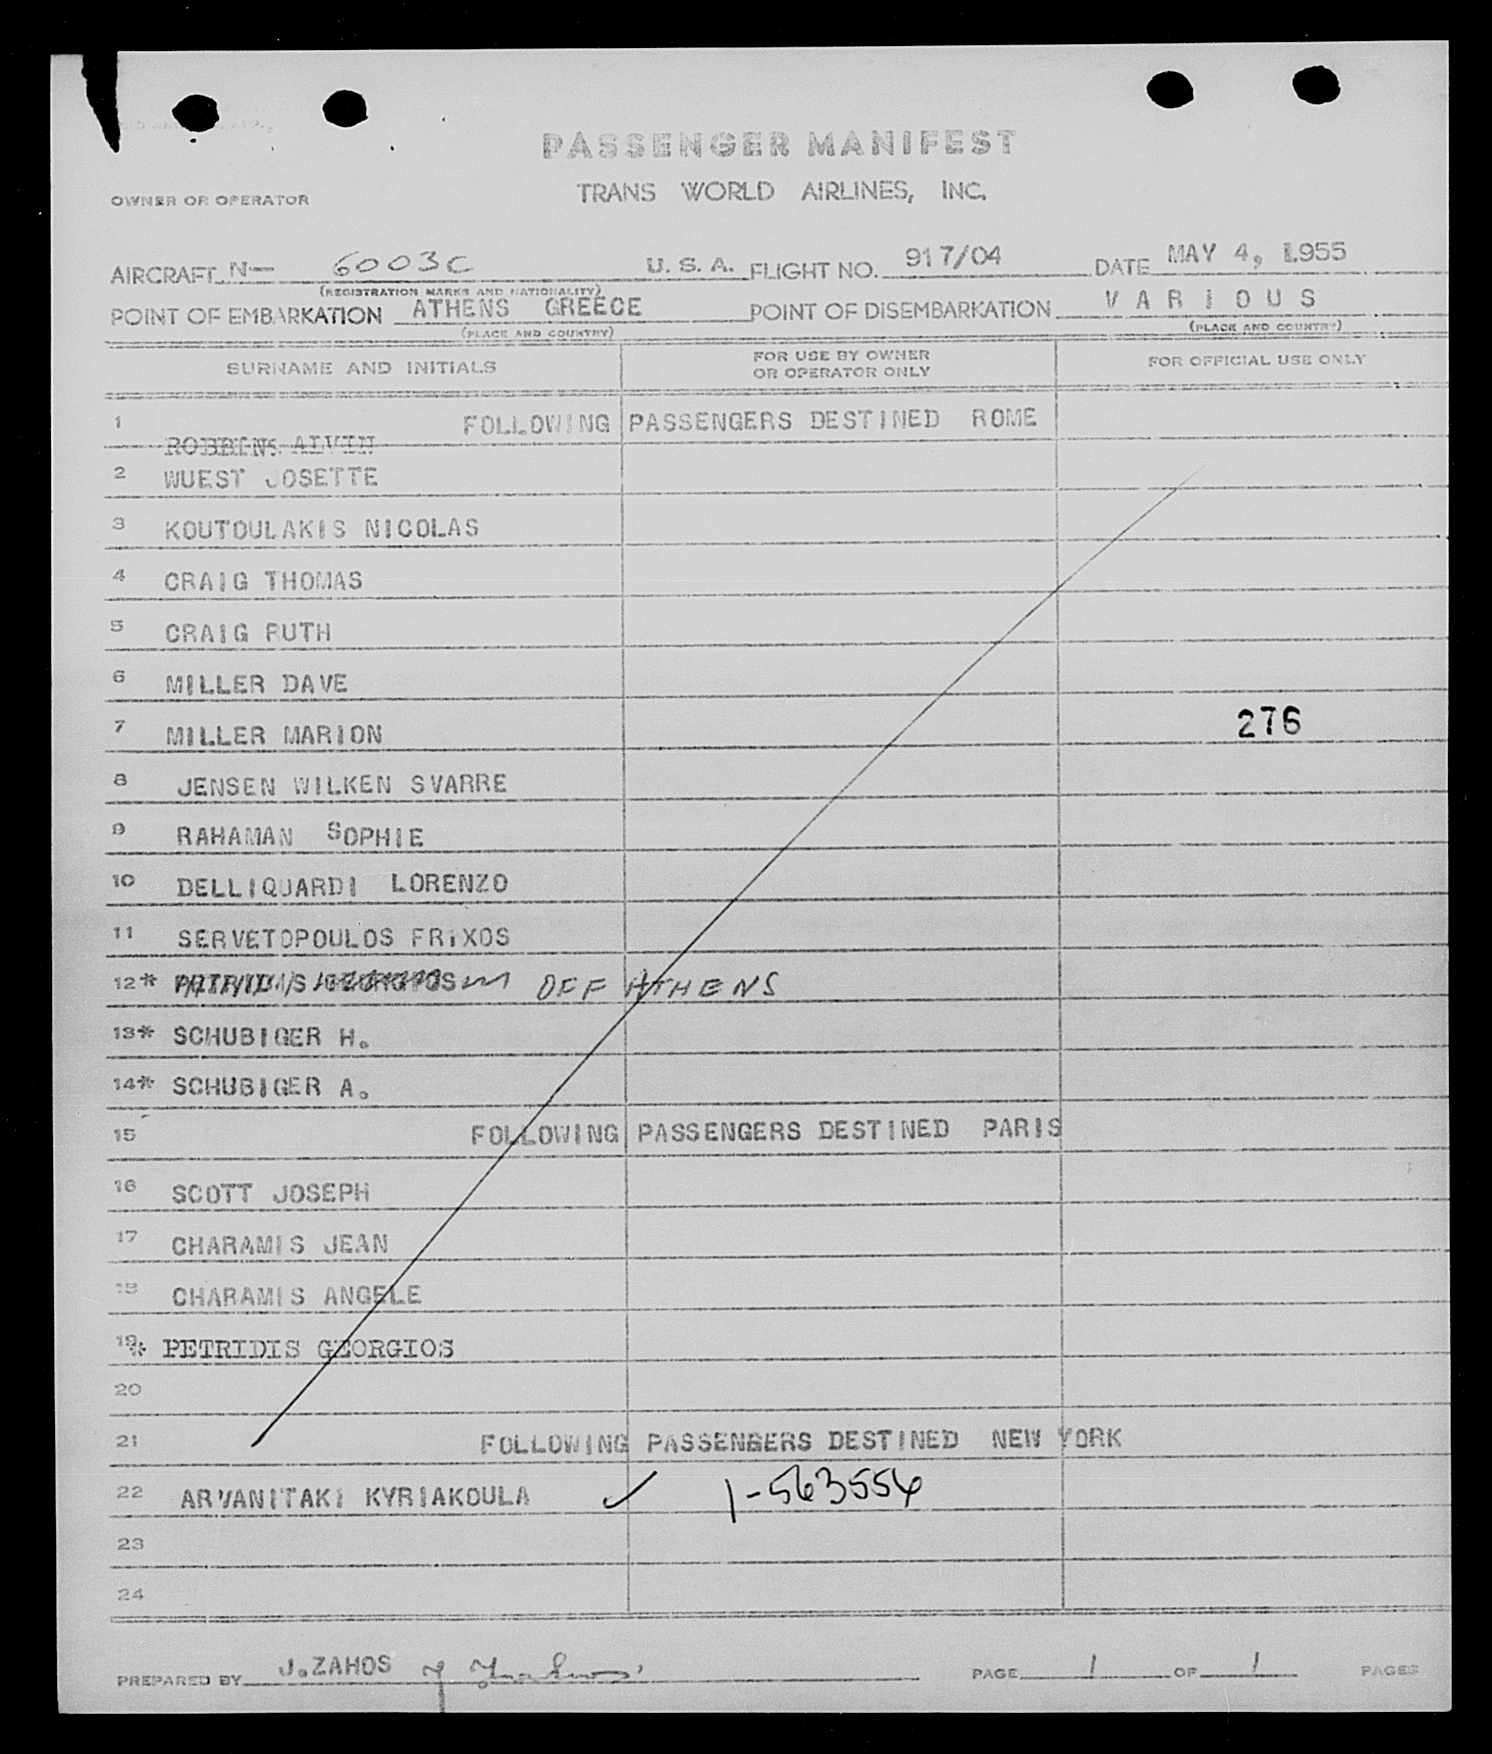 PASSENGER MANIFEST
OWNER OR OPERATOR TRANS WORLD AIRLINES, INC.
AIRCRAFT N- 6003C U. S. A. FLIGHT NO. 917/04 DATE MAY 4, 1955
(REGISTRATION MARKS AND NATIONALITY)
POINT OF EMBARKATION ATHENS GREECE POINT OF DISEMBARKATION VARIOUS
(PLACE AND COUNTRY) (PLACE AND COUNTRY)
SURNAME AND INITIALS FOR USE BY OWNER OR OPERATOR ONLY FOR OFFICIAL USE ONLY
1 FOLLOWING PASSENGERS DESTINED ROME
ROBBINS ALVIN
2 WUEST JOSETTE
3 KOUTOULAKIS NICOLAS
4 CRAIG THOMAS
5 CRAIG RUTH
6 MILLER DAVE
7 MILLER MARION 276
8 JENSEN WILKEN SVARRE
9 RAHAMAN SOPHIE
10 DELLIQUARDI LORENZO
11 SERVETOPOULOS FRIXOS
12* OFF ATHENS
13* SCHUBIGER H.
14* SCHUBIGER A.
15 FOLLOWING PASSENGERS DESTINED PARIS
16 SCOTT JOSEPH
17 CHARAMIS JEAN
18 CHARAMIS ANGELE
19* PETRIDIS GEORGIOS
20
21 FOLLOWING PASSENGERS DESTINED NEW YORK
22 ARVANITAKI KYRIAKOULA ✓ 1-563556
23
24
PREPARED BY J.ZAHOS J Zahos PAGE 1 OF 1 PAGES